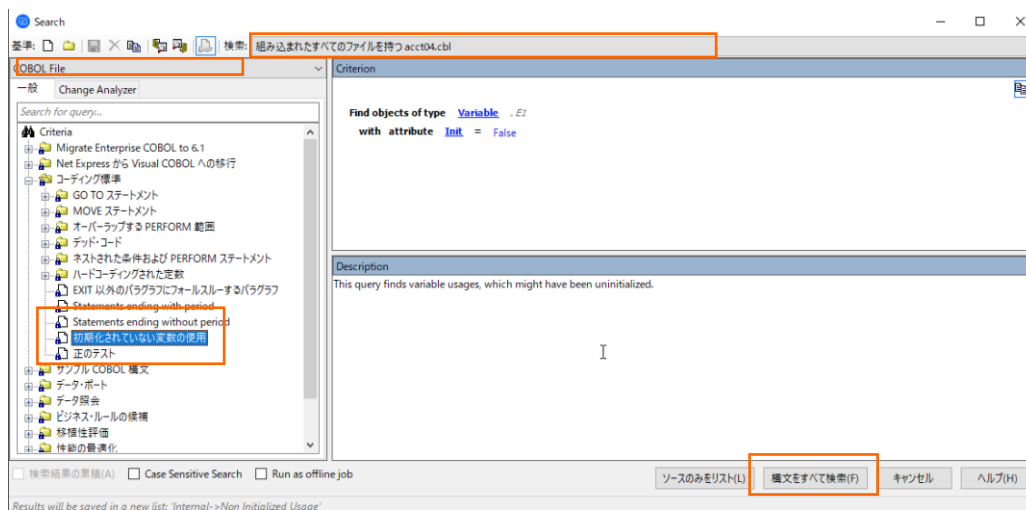 Search
基準: 検索: 組み込まれたすべてのファイルを持つ acct04.cbl
COBOL File
一般 Change Analyzer
Search for query...
Criteria
Migrate Enterprise COBOL to 6.1
Net Express から Visual COBOL への移行
コーディング標準
GO TO ステートメント
MOVE ステートメント
オーバーラップする PERFORM 範囲
デッド・コード
ネストされた条件および PERFORM ステートメント
ハードコーディングされた定数
EXIT 以外のパラグラフにフォールスルーするパラグラフ
Statements ending with period
Statements ending without period
初期化されていない変数の使用
正のテスト
サンプル COBOL 構文
データ・ポート
データ照会
ビジネス・ルールの候補
移植性評価
性能の最適化
Criterion
Find objects of type Variable . E1
with attribute Init = False
Description
This query finds variable usages, which might have been uninitialized.
検索結果の累積(A) Case Sensitive Search Run as offline job
ソースのみをリスト(L) 構文をすべて検索(F) キャンセル ヘルプ(H)
Results will be saved in a new list: 'Internal->Non Initialized Usage'